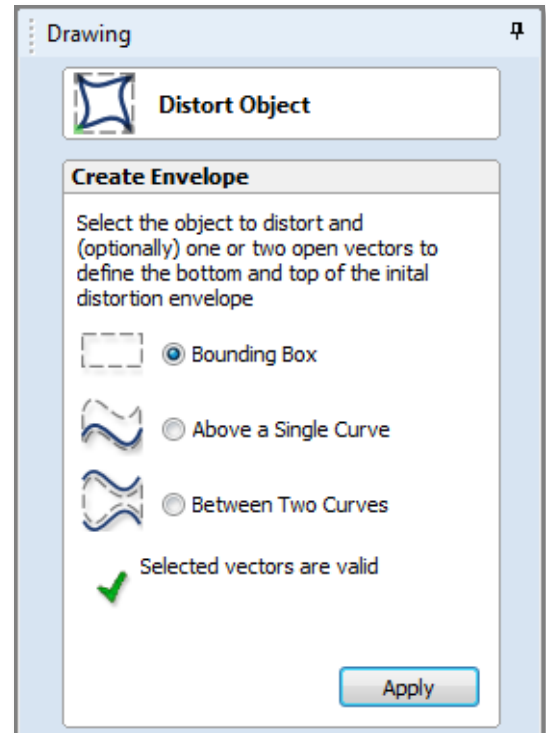 Drawing
Distort Object
Create Envelope
Select the object to distort and
(optionally) one or two open vectors to
define the bottom and top of the inital
distortion envelope
Bounding Box
Above a Single Curve
Between Two Curves
Selected vectors are valid
Apply